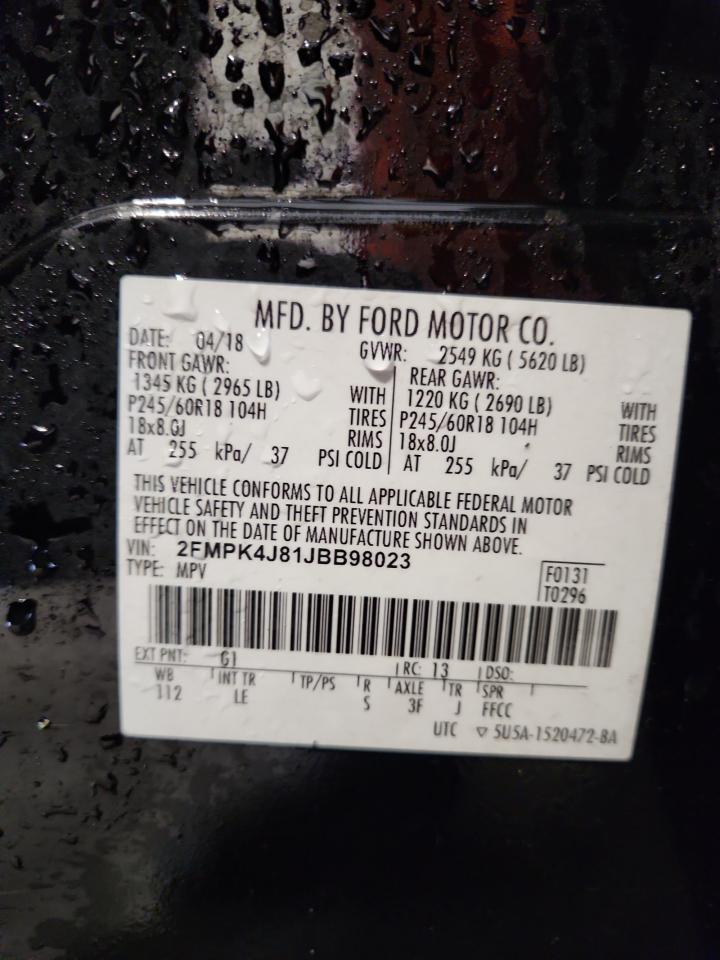 MFD. BY FORD MOTOR CO.
DATE: 04/18 GVWR: 2549 KG ( 5620 LB)
FRONT GAWR: REAR GAWR:
1345 KG ( 2965 LB) WITH 1220 KG ( 2690 LB) WITH
P245/60R18 104H TIRES P245/60R18 104H TIRES
18x8.0J RIMS 18x8.0J RIMS
AT 255 kPa/ 37 PSI COLD AT 255 kPa/ 37 PSI COLD
THIS VEHICLE CONFORMS TO ALL APPLICABLE FEDERAL MOTOR
VEHICLE SAFETY AND THEFT PREVENTION STANDARDS IN
EFFECT ON THE DATE OF MANUFACTURE SHOWN ABOVE.
VIN: 2FMPK4J81JBB98023
TYPE: MPV
F0131
T0296
EXT PNT: G1 RC: 13 DSO:
WB INT TR TP/PS R AXLE TR SPR
112 LE S 3F J FFCC
UTC ▽ 5U5A-1520472-BA